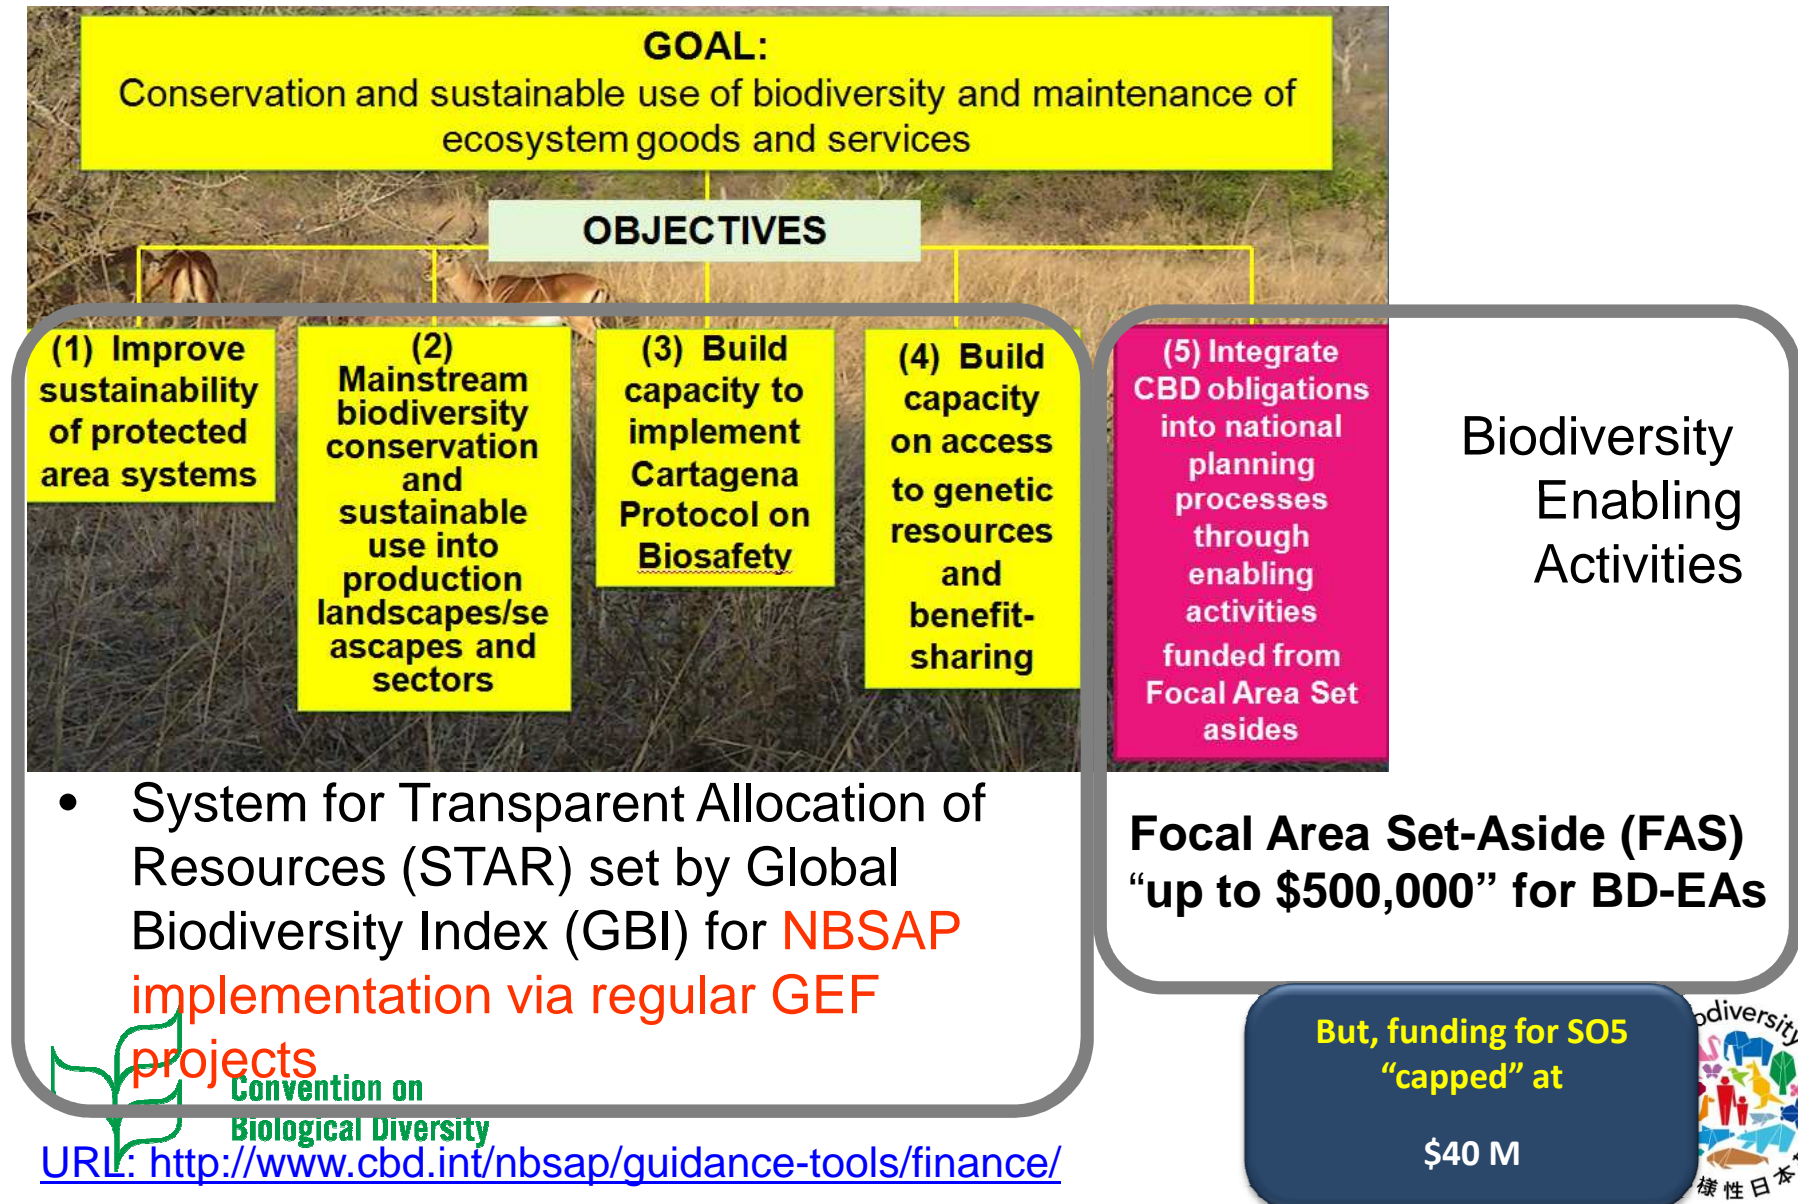 GOAL:
Conservation and sustainable use of biodiversity and maintenance of
ecosystem goods and services
OBJECTIVES
(1) Improve
sustainability
of protected
area systems
(2)
Mainstream
biodiversity
conservation
and
sustainable
use into
production
landscapes/se
ascapes and
sectors
(3) Build
capacity to
implement
Cartagena
Protocol on
Biosafety
(4) Build
capacity
on access
to genetic
resources
and
benefit-
sharing
(5) Integrate
CBD obligations
into national
planning
processes
through
enabling
activities
funded from
Focal Area Set
asides
Biodiversity
Enabling
Activities
• System for Transparent Allocation of
Resources (STAR) set by Global
Biodiversity Index (GBI) for NBSAP
implementation via regular GEF
projects
Focal Area Set-Aside (FAS)
“up to $500,000” for BD-EAs
But, funding for SO5
“capped” at
$40 M
Convention on
Biological Diversity
URL: http://www.cbd.int/nbsap/guidance-tools/finance/
odiversity
様性日本